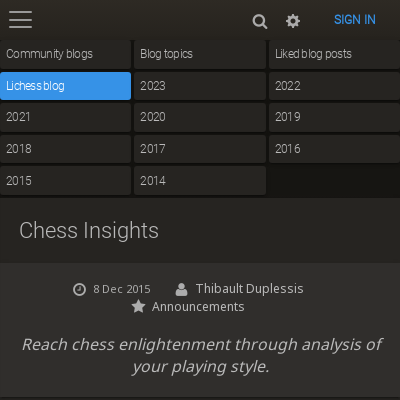 SIGN IN
Community blogs Blog topics Liked blog posts
Lichess blog 2023 2022
2021 2020 2019
2018 2017 2016
2015 2014
Chess Insights
8 Dec 2015 Thibault Duplessis
Announcements
Reach chess enlightenment through analysis of
your playing style.